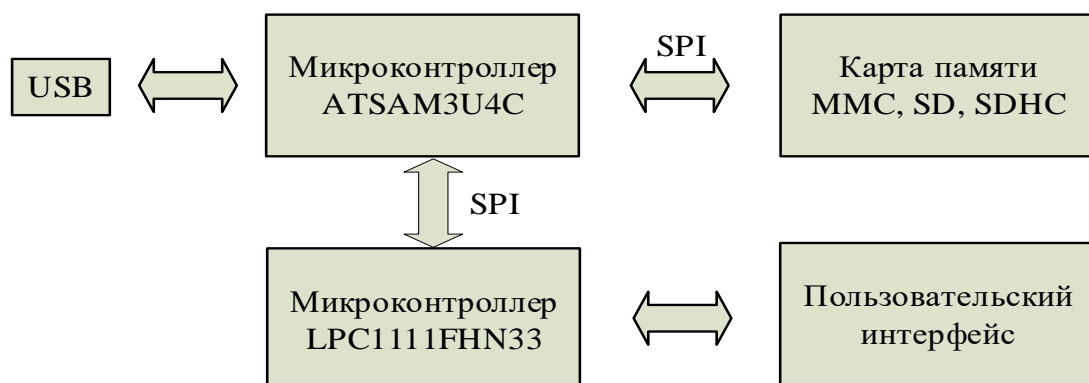 SPI
USB
Микроконтроллер
ATSAM3U4C
Карта памяти
MMC, SD, SDHC
SPI
Микроконтроллер
LPC1111FHN33
Пользовательский
интерфейс